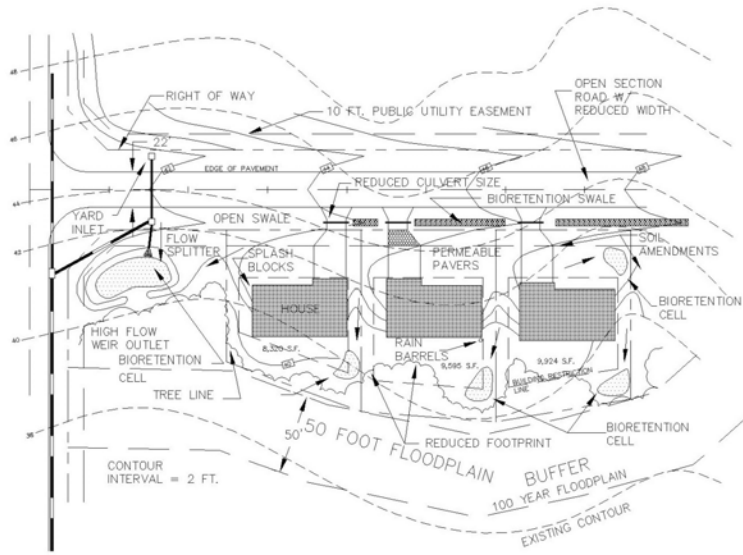 48
RIGHT OF WAY
10 FT. PUBLIC UTILITY EASEMENT
OPEN SECTION
ROAD W/
REDUCED WIDTH
46
22'
EDGE OF PAVEMENT
REDUCED CULVERT SIZE
BIORETENTION SWALE
44
YARD
INLET
OPEN SWALE
FLOW
SPLITTER
SPLASH
BLOCKS
PERMEABLE
PAVERS
SOIL
AMENDMENTS
BIORETENTION
CELL
HOUSE
40
HIGH FLOW
WEIR OUTLET
BIORETENTION
CELL
TREE LINE
8,320 S.F.
RAIN
BARRELS
9,595 S.F.
9,924 S.F.
BUILDING RESTRICTION
LINE
REDUCED FOOTPRINT
BIORETENTION
CELL
50'
50 FOOT FLOODPLAIN
BUFFER
100 YEAR FLOODPLAIN
EXISTING CONTOUR
CONTOUR
INTERVAL = 2 FT.